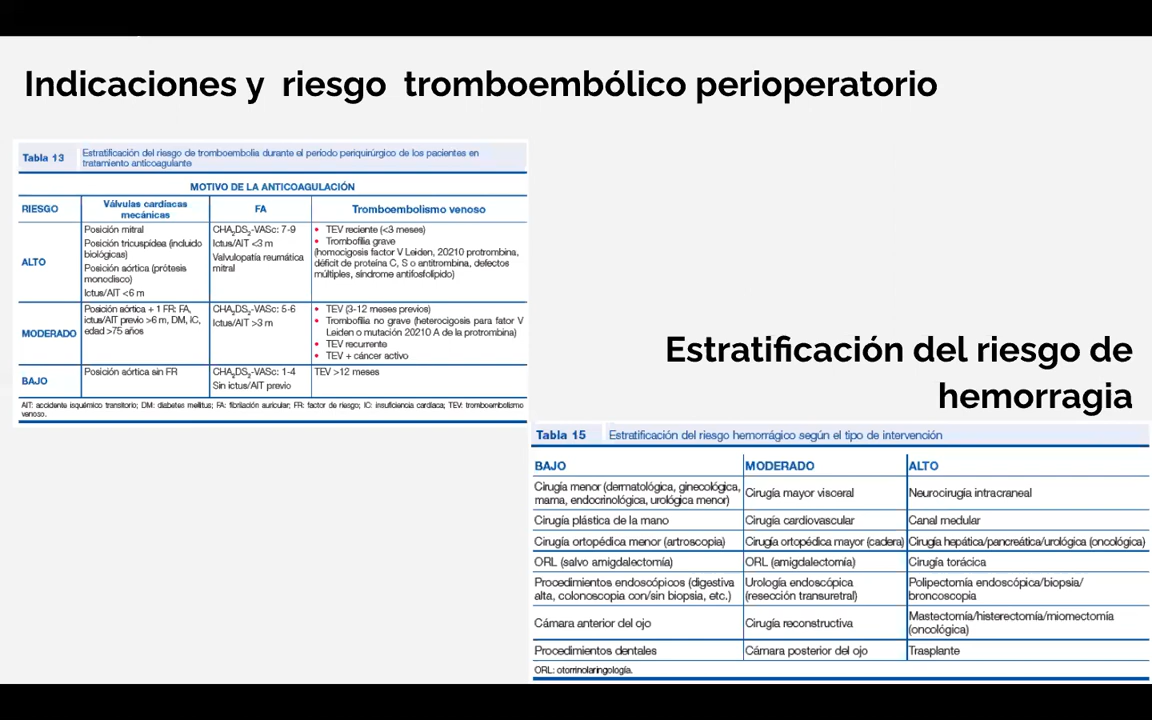 Indicaciones y riesgo tromboembólico perioperatorio
Tabla 13
Estratificación del riesgo de tromboembolia durante el periodo periquirúrgico de los pacientes en
tratamiento anticoagulante
MOTIVO DE LA ANTICOAGULACIÓN
RIESGO
Válvulas cardíacas
mecánicas
FA
Tromboembolismo venoso
ALTO
Posición mitral
Posición tricuspídea (incluido
biológicas)
Posición aórtica (prótesis
monodisco)
Ictus/AIT <6 m
CHA₂DS₂-VASc: 7-9
Ictus/AIT <3 m
Valvulopatía reumática
mitral
• TEV reciente (<3 meses)
• Trombofilia grave
(homocigosis factor V Leiden, 20210 protrombina,
déficit de proteína C, S o antitrombina, defectos
múltiples, síndrome antifosfolípido)
MODERADO
Posición aórtica + 1 FR: FA,
ictus/AIT previo >6 m, DM, IC,
edad >75 años
CHA₂DS₂-VASc: 5-6
Ictus/AIT >3 m
• TEV (3-12 meses previos)
• Trombofilia no grave (heterocigosis para fator V
Leiden o mutación 20210 A de la protrombina)
• TEV recurrente
• TEV + cáncer activo
BAJO
Posición aórtica sin FR
CHA₂DS₂-VASc: 1-4
Sin ictus/AIT previo
TEV >12 meses
AIT: accidente isquémico transitorio; DM: diabetes mellitus; FA: fibrilación auricular; FR: factor de riesgo; IC: insuficiencia cardíaca; TEV: tromboembolismo
venoso.
Estratificación del riesgo de
hemorragia
Tabla 15
Estratificación del riesgo hemorrágico según el tipo de intervención
BAJO
MODERADO
ALTO
Cirugía menor (dermatológica, ginecológica,
mama, endocrinológica, urológica menor)
Cirugía mayor visceral
Neurocirugía intracraneal
Cirugía plástica de la mano
Cirugía cardiovascular
Canal medular
Cirugía ortopédica menor (artroscopia)
Cirugía ortopédica mayor (cadera)
Cirugía hepática/pancreática/urológica (oncológica)
ORL (salvo amigdalectomía)
ORL (amigdalectomía)
Cirugía torácica
Procedimientos endoscópicos (digestiva
alta, colonoscopia con/sin biopsia, etc.)
Urología endoscópica
(resección transuretral)
Polipectomía endoscópica/biopsia/
broncoscopia
Cámara anterior del ojo
Cirugía reconstructiva
Mastectomía/histerectomía/miomectomía
(oncológica)
Procedimientos dentales
Cámara posterior del ojo
Trasplante
ORL: otorrinolaringología.